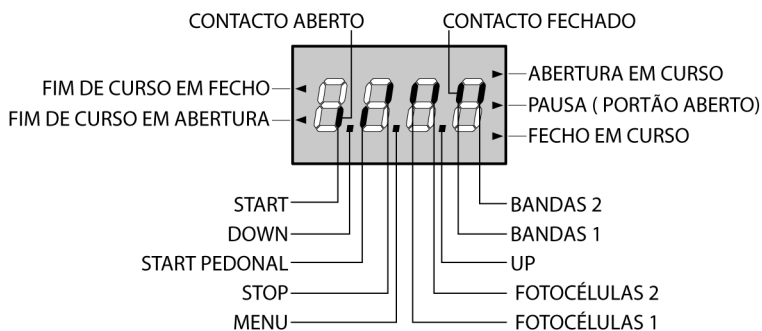 CONTACTO ABERTO
CONTACTO FECHADO
FIM DE CURSO EM FECHO
FIM DE CURSO EM ABERTURA
ABERTURA EM CURSO
PAUSA ( PORTÃO ABERTO)
FECHO EM CURSO
START
DOWN
START PEDONAL
STOP
MENU
BANDAS 2
BANDAS 1
UP
FOTOCÉLULAS 2
FOTOCÉLULAS 1